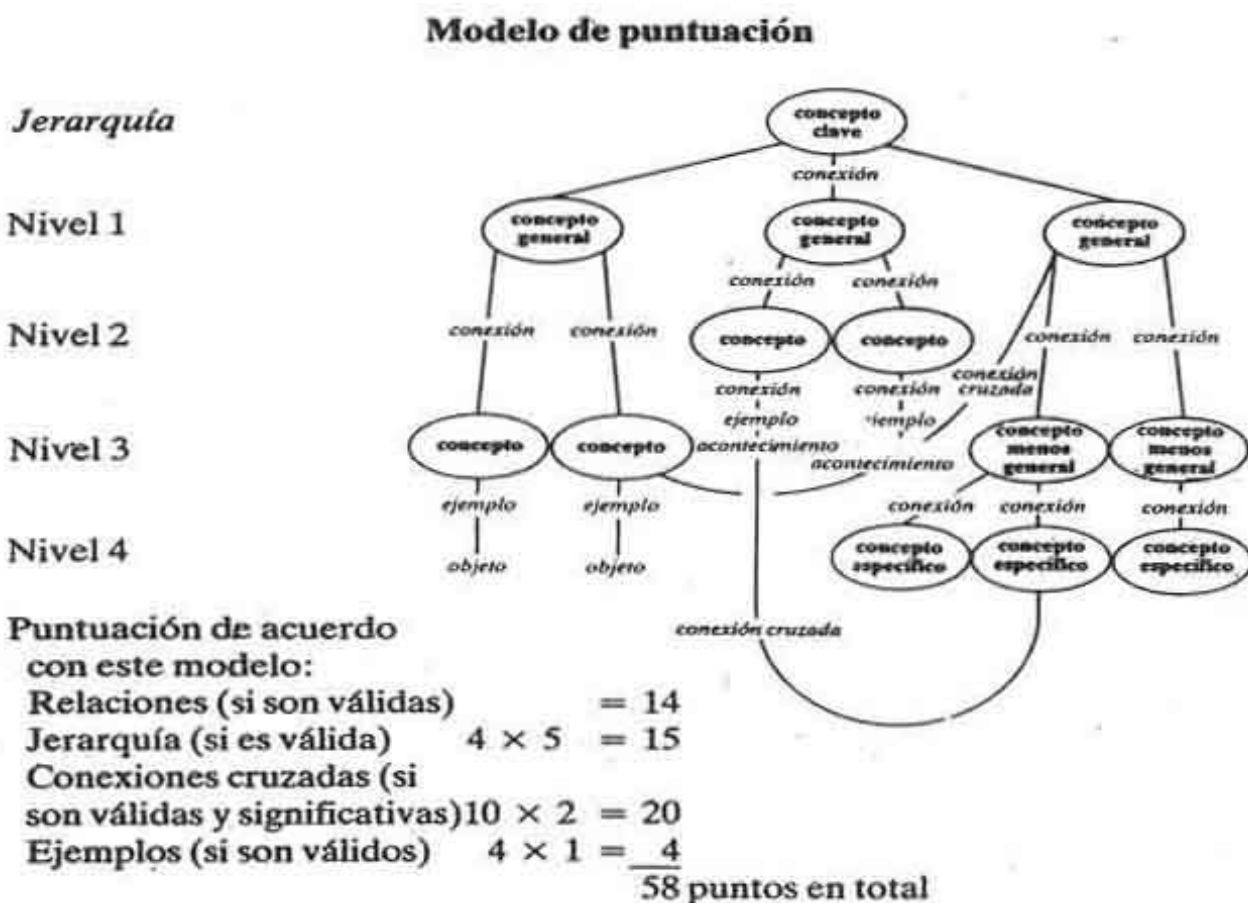 Modelo de puntuación
Jerarquía
concepto
clave
conexión
Nivel 1
concepto
general
concepto
general
concepto
general
conexión
conexión
Nivel 2
conexión
conexión
concepto
concepto
conexión
conexión
conexión
cruzada
conexión
conexión
ejemplo
iemplo
Nivel 3
concepto
concepto
acontecimiento
acontecimiento
concepto
menos
general
concepto
menos
general
ejemplo
ejemplo
conexión
conexión
conexión
Nivel 4
objeto
objeto
concepto
específico
concepto
específico
concepto
específico
conexión cruzada
Puntuación de acuerdo
con este modelo:
Relaciones (si son válidas) = 14
Jerarquía (si es válida) 4 × 5 = 15
Conexiones cruzadas (si
son válidas y significativas) 10 × 2 = 20
Ejemplos (si son válidos) 4 × 1 = 4
58 puntos en total